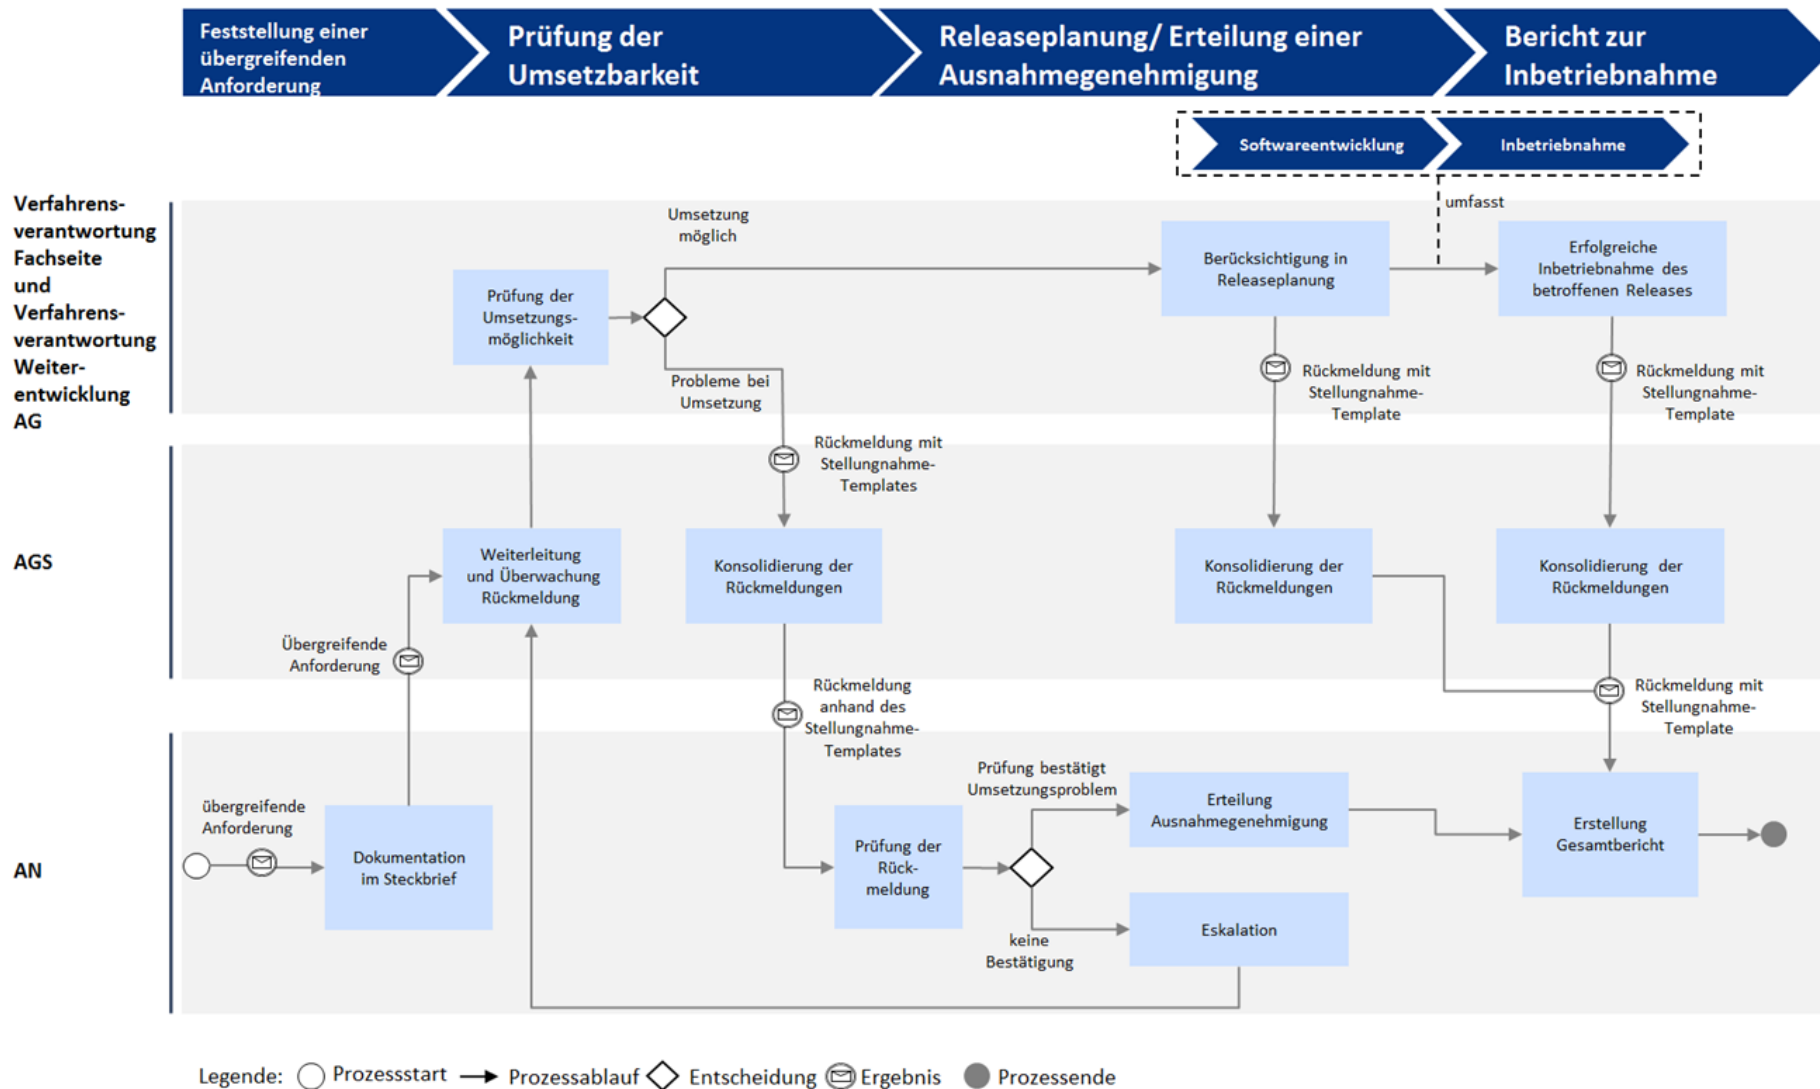 Feststellung einer
übergreifenden
Anforderung
Prüfung der
Umsetzbarkeit
Releaseplanung/ Erteilung einer
Ausnahmegenehmigung
Bericht zur
Inbetriebnahme
Softwareentwicklung
Inbetriebnahme
umfasst
Verfahrens-
verantwortung
Fachseite
und
Verfahrens-
verantwortung
Weiter-
entwicklung
AG
Umsetzung
möglich
Prüfung der
Umsetzungs-
möglichkeit
Probleme bei
Umsetzung
Berücksichtigung in
Releaseplanung
Erfolgreiche
Inbetriebnahme des
betroffenen Releases
Rückmeldung mit
Stellungnahme-
Template
Rückmeldung mit
Stellungnahme-
Template
Rückmeldung mit
Stellungnahme-
Templates
AGS
Weiterleitung
und Überwachung
Rückmeldung
Konsolidierung der
Rückmeldungen
Konsolidierung der
Rückmeldungen
Konsolidierung der
Rückmeldungen
Übergreifende
Anforderung
Rückmeldung
anhand des
Stellungnahme-
Templates
Rückmeldung mit
Stellungnahme-
Template
AN
übergreifende
Anforderung
Dokumentation
im Steckbrief
Prüfung der
Rück-
meldung
Prüfung bestätigt
Umsetzungsproblem
Erteilung
Ausnahmegenehmigung
Erstellung
Gesamtbericht
keine
Bestätigung
Eskalation
Legende: Prozessstart Prozessablauf Entscheidung Ergebnis Prozessende